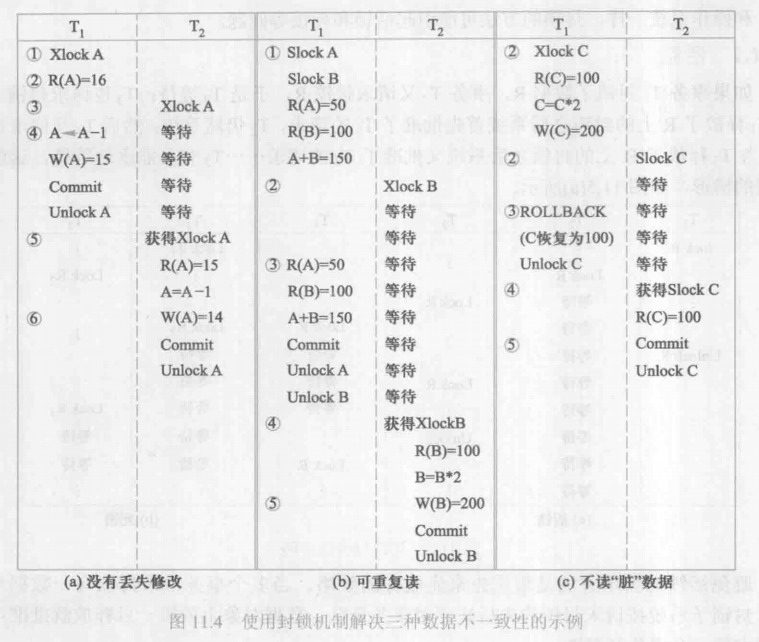 T₁ T₂ T₁ T₂ T₁ T₂
① Xlock A
② R(A)=16
③ Xlock A
④ A←A-1 等待
W(A)=15 等待
Commit 等待
Unlock A 等待
⑤ 获得Xlock A
R(A)=15
A=A-1
⑥ W(A)=14
Commit
Unlock A
① Slock A
Slock B
R(A)=50
R(B)=100
A+B=150
② Xlock B
等待
等待
③ R(A)=50 等待
R(B)=100 等待
A+B=150 等待
Commit 等待
Unlock A 等待
Unlock B 等待
④ 获得XlockB
R(B)=100
B=B*2
⑤ W(B)=200
Commit
Unlock B
② Xlock C
R(C)=100
C=C*2
W(C)=200
② Slock C
等待
③ROLLBACK 等待
(C恢复为100) 等待
Unlock C 等待
④ 获得Slock C
R(C)=100
⑤ Commit
Unlock C
(a) 没有丢失修改 (b) 可重复读 (c) 不读“脏”数据
图 11.4 使用封锁机制解决三种数据不一致性的示例